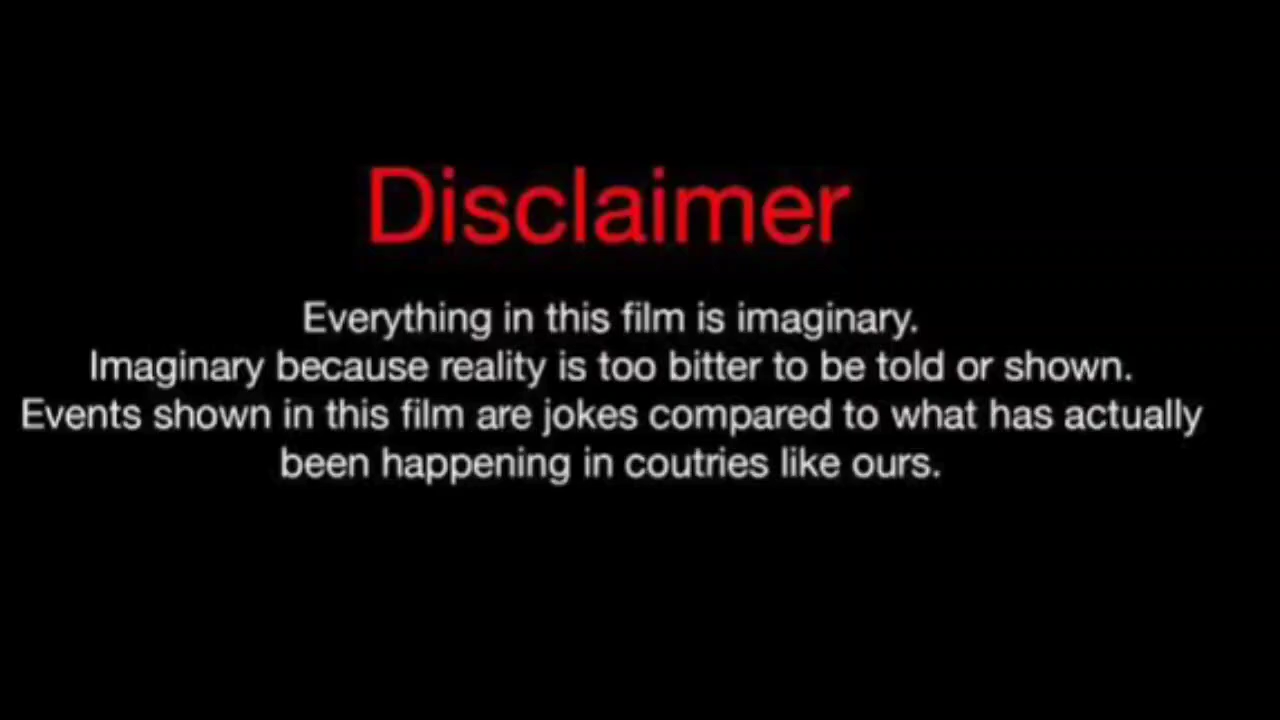 Disclaimer
Everything in this film is imaginary.
Imaginary because reality is too bitter to be told or shown.
Events shown in this film are jokes compared to what has actually
been happening in coutries like ours.